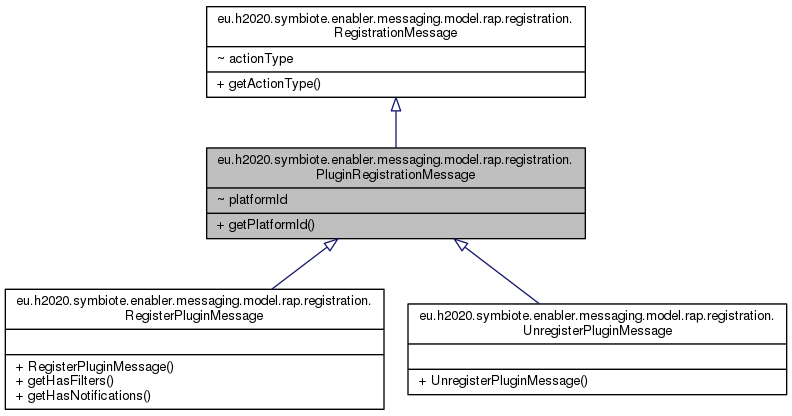 eu.h2020.symbiote.enabler.messaging.model.rap.registration.
RegistrationMessage
~ actionType
+ getActionType()
eu.h2020.symbiote.enabler.messaging.model.rap.registration.
PluginRegistrationMessage
~ platformId
+ getPlatformId()
eu.h2020.symbiote.enabler.messaging.model.rap.registration.
RegisterPluginMessage
+ RegisterPluginMessage()
+ getHasFilters()
+ getHasNotifications()
eu.h2020.symbiote.enabler.messaging.model.rap.registration.
UnregisterPluginMessage
+ UnregisterPluginMessage()